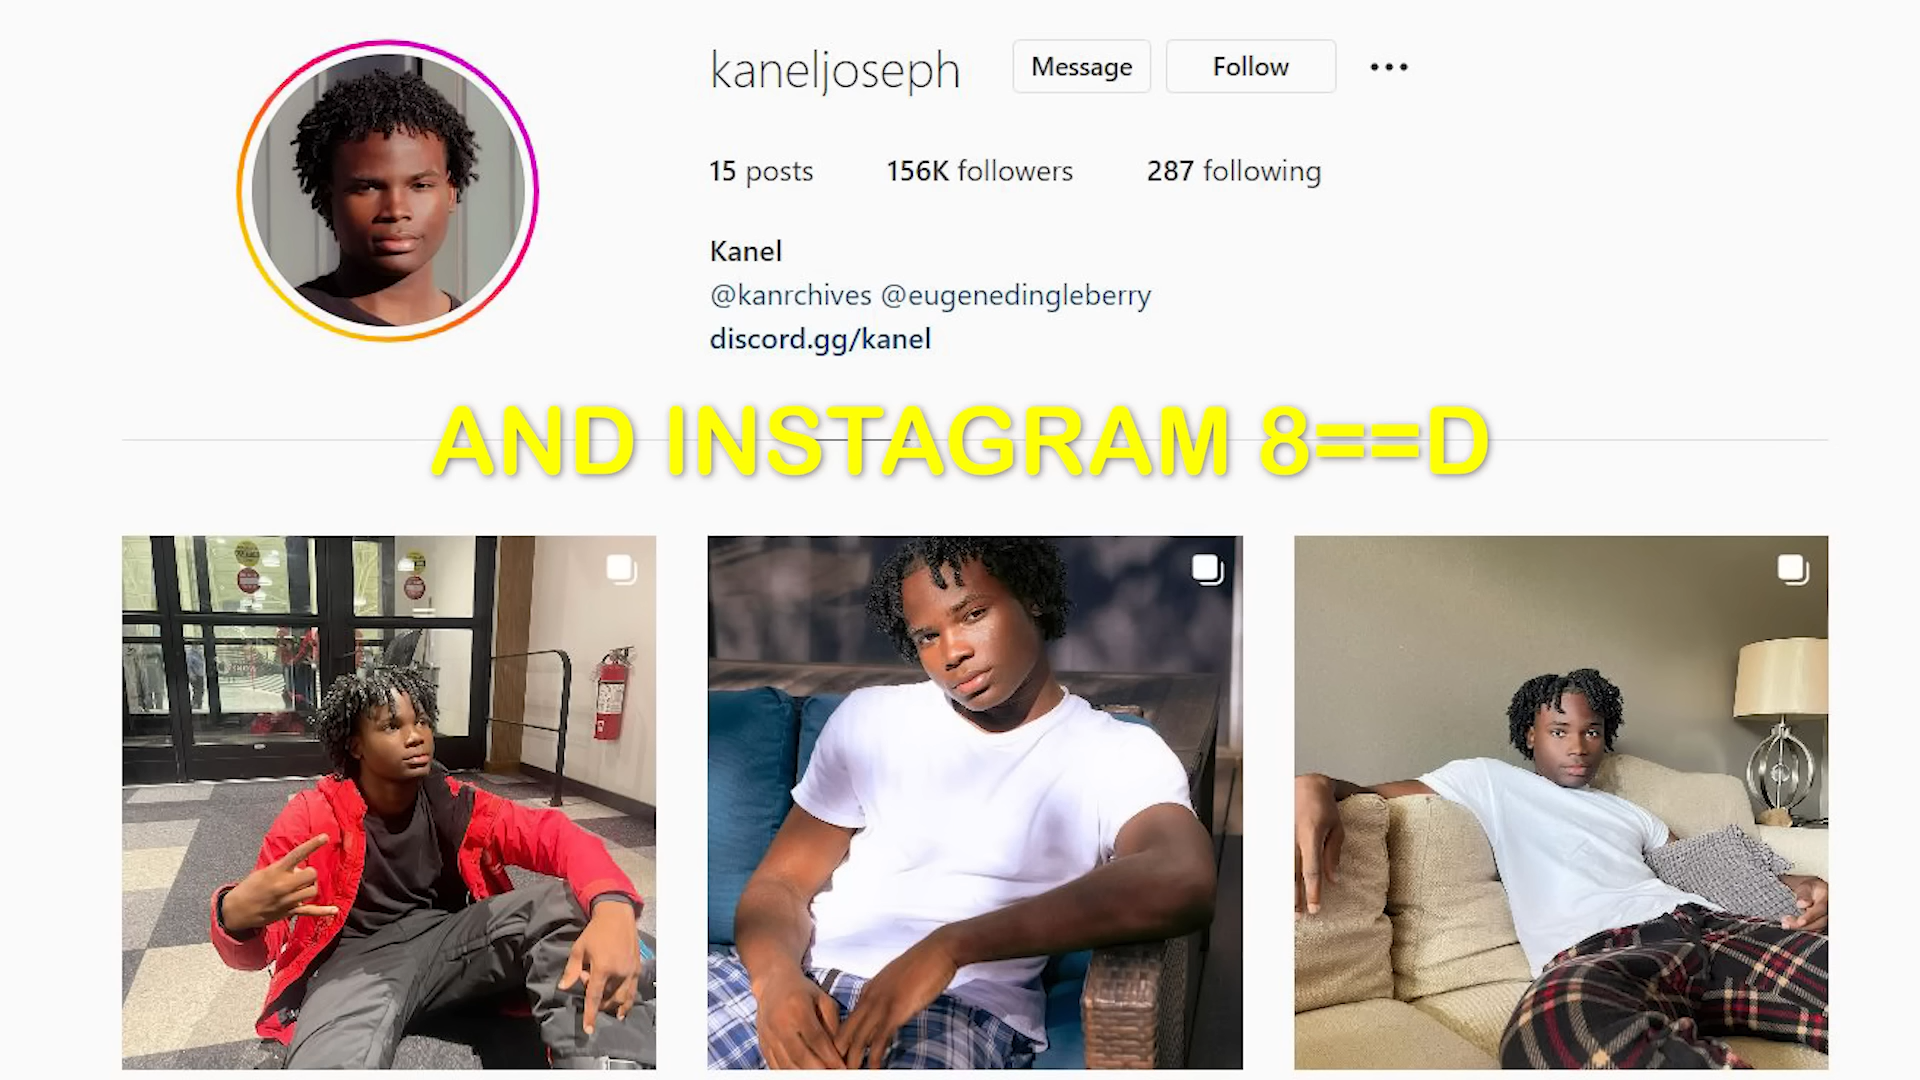 kaneljoseph Message Follow
15 posts 156K followers 287 following
Kanel
@kanrchives @eugenedingleberry
discord.gg/kanel
AND INSTAGRAM 8==D